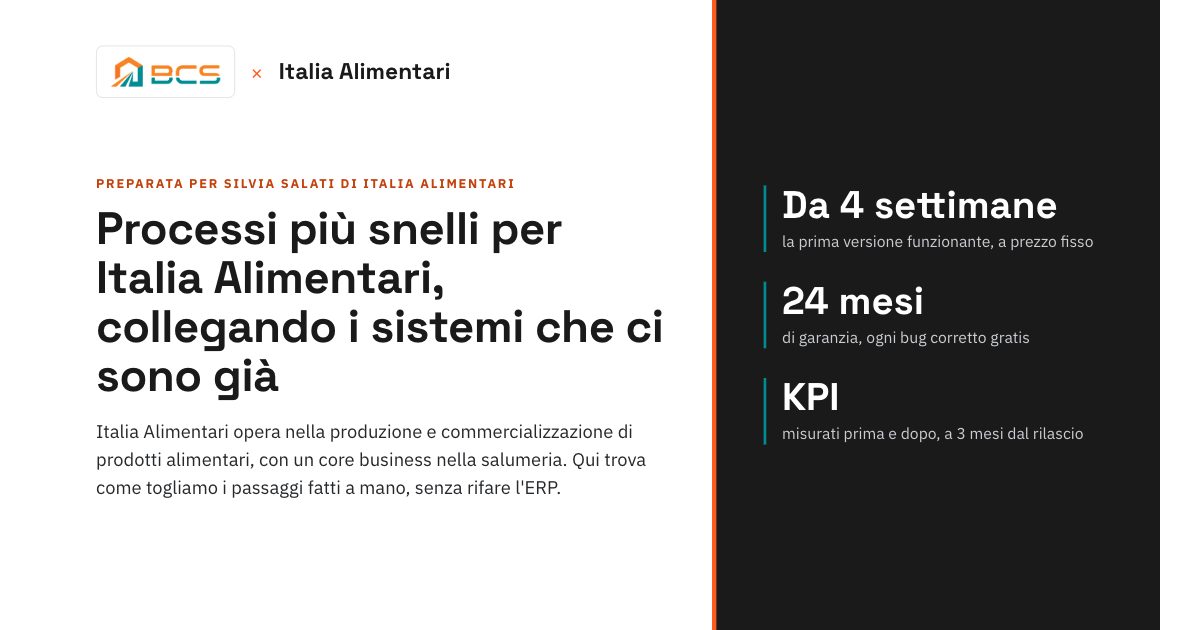 BCS × Italia Alimentari
PREPARATA PER SILVIA SALATI DI ITALIA ALIMENTARI
Processi più snelli per
Italia Alimentari,
collegando i sistemi che ci
sono già
Italia Alimentari opera nella produzione e commercializzazione di
prodotti alimentari, con un core business nella salumeria. Qui trova
come togliamo i passaggi fatti a mano, senza rifare l'ERP.
Da 4 settimane
la prima versione funzionante, a prezzo fisso
24 mesi
di garanzia, ogni bug corretto gratis
KPI
misurati prima e dopo, a 3 mesi dal rilascio